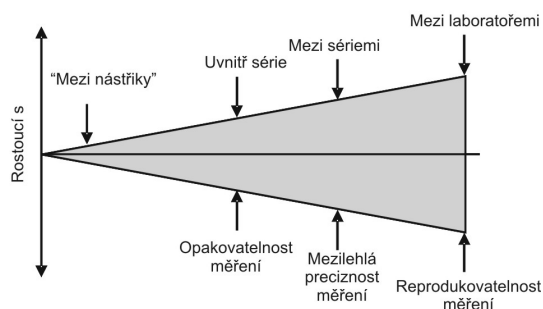 Mezi laboratořemi
Mezi sériemi
Uvnitř série
“Mezi nástřiky”
Rostoucí s
Opakovatelnost
měření
Mezilehlá
preciznost
měření
Reprodukovatelnost
měření